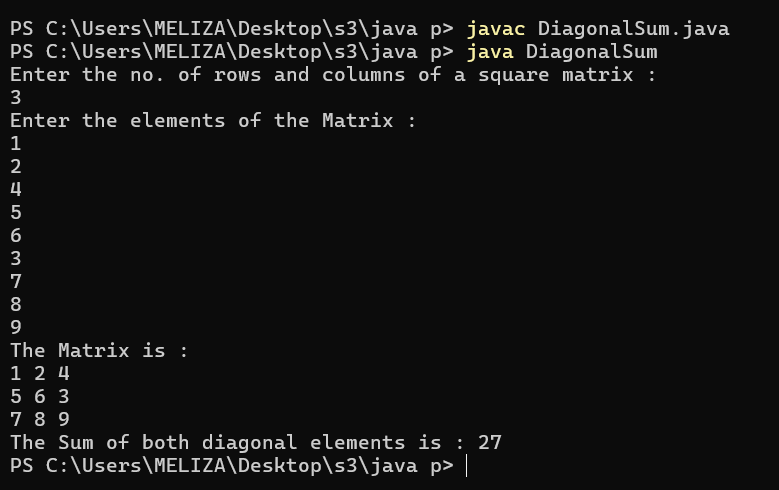 PS C:\Users\MELIZA\Desktop\s3\java p> javac DiagonalSum.java
PS C:\Users\MELIZA\Desktop\s3\java p> java DiagonalSum
Enter the no. of rows and columns of a square matrix :
3
Enter the elements of the Matrix :
1
2
4
5
6
3
7
8
9
The Matrix is :
1 2 4
5 6 3
7 8 9
The Sum of both diagonal elements is : 27
PS C:\Users\MELIZA\Desktop\s3\java p>